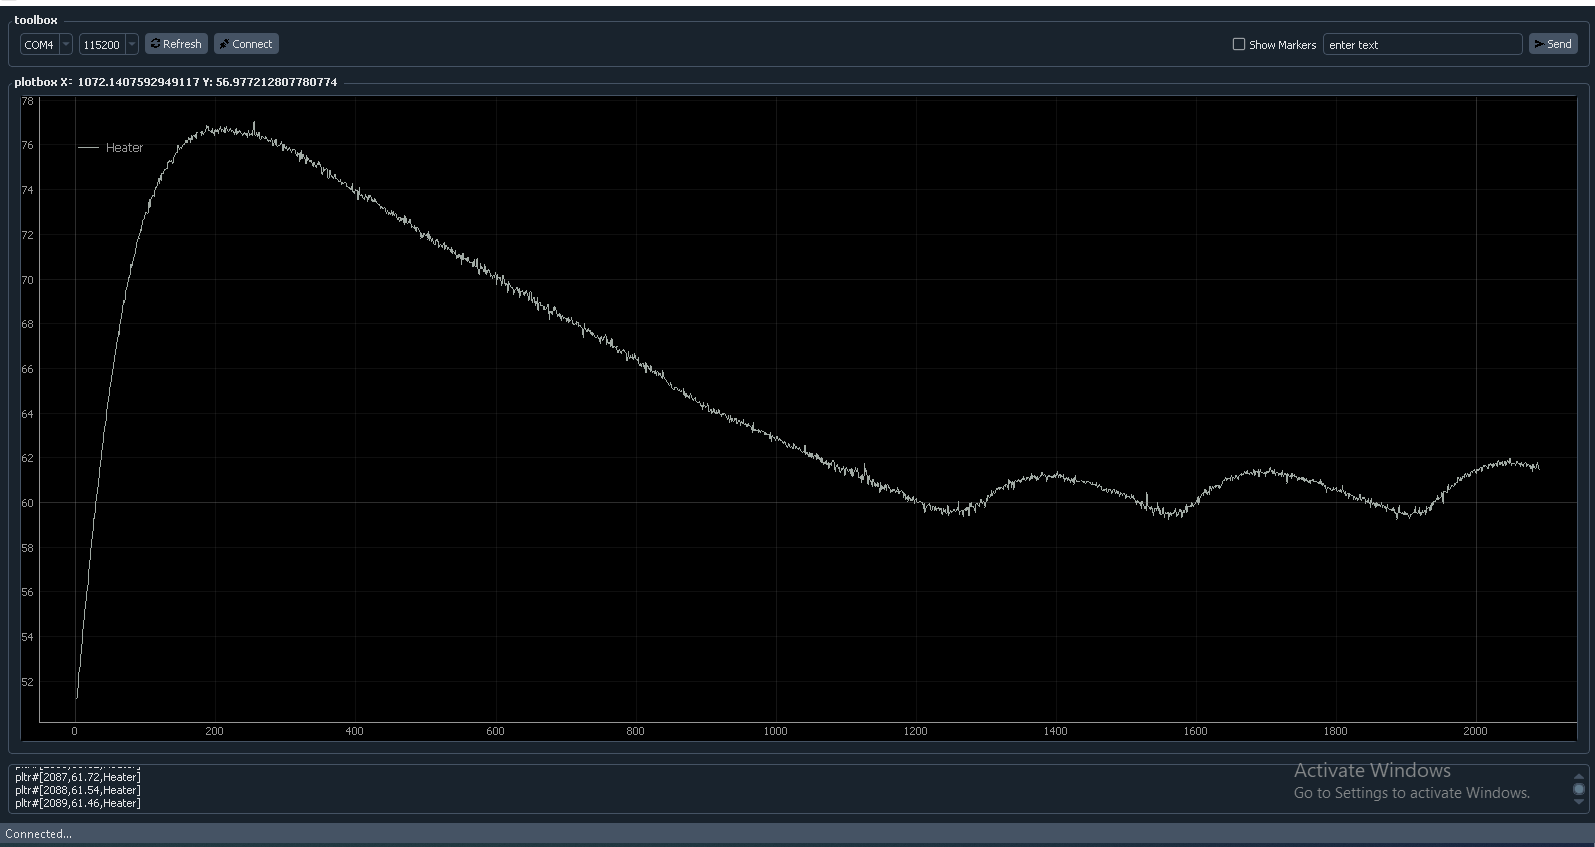 toolbox
COM4 115200 Refresh Connect Show Markers enter text Send
plotbox X: 1072.1407592949117 Y: 56.977212807780774
78
76
Heater
74
72
70
68
66
64
62
60
58
56
54
52
0 200 400 600 800 1000 1200 1400 1600 1800 2000
pltr#[2087,61.72,Heater]
pltr#[2088,61.54,Heater]
pltr#[2089,61.46,Heater]
Activate Windows
Go to Settings to activate Windows.
Connected...